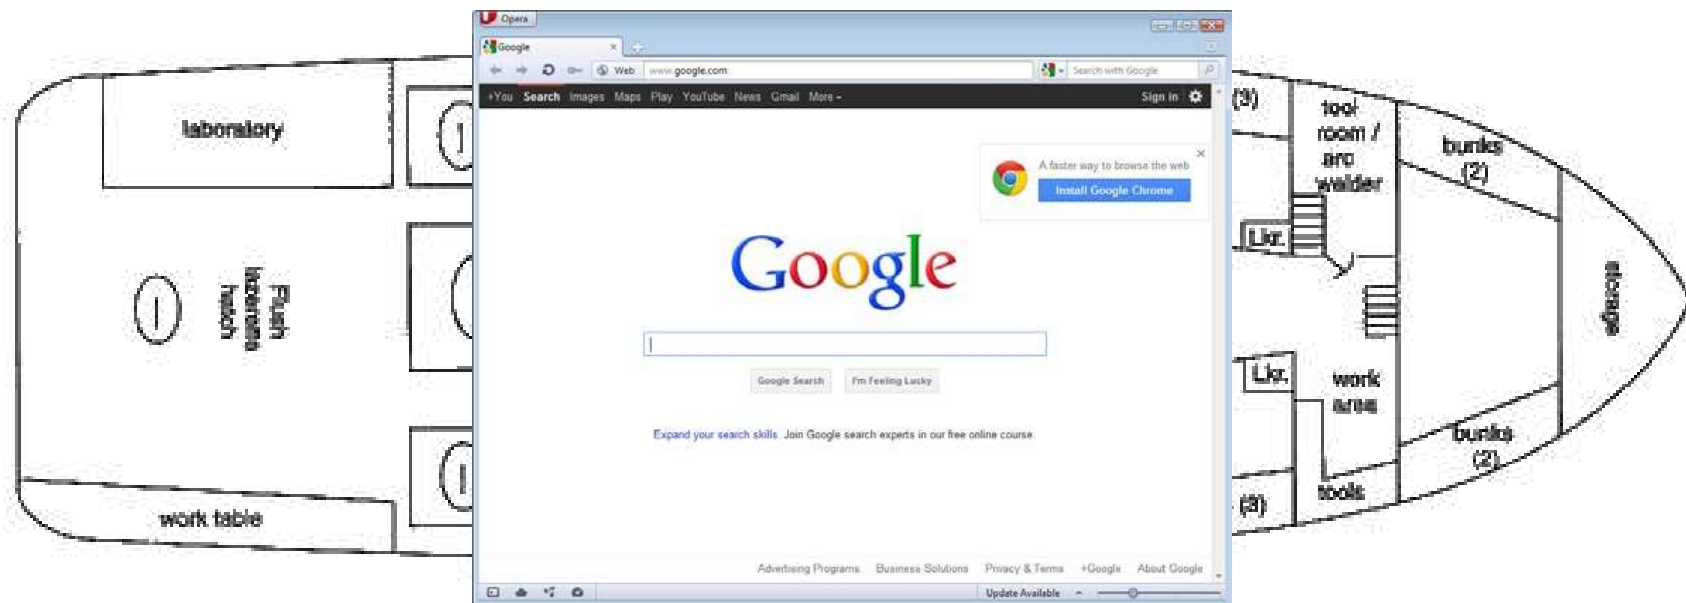 Opera
Google
Web www.google.com Search with Google
+You Search Images Maps Play YouTube News Gmail More Sign in
A faster way to browse the web
Install Google Chrome
Google
Google Search I'm Feeling Lucky
Expand your search skills. Join Google search experts in our free online course.
Advertising Programs Business Solutions Privacy & Terms +Google About Google
Update Available
laboratory
Flush
lazerette
hatch
work table
(3)
tool
room /
arc
welder
bunks
(2)
Lkr.
storage
Lkr.
work
area
bunks
(2)
tools
(3)